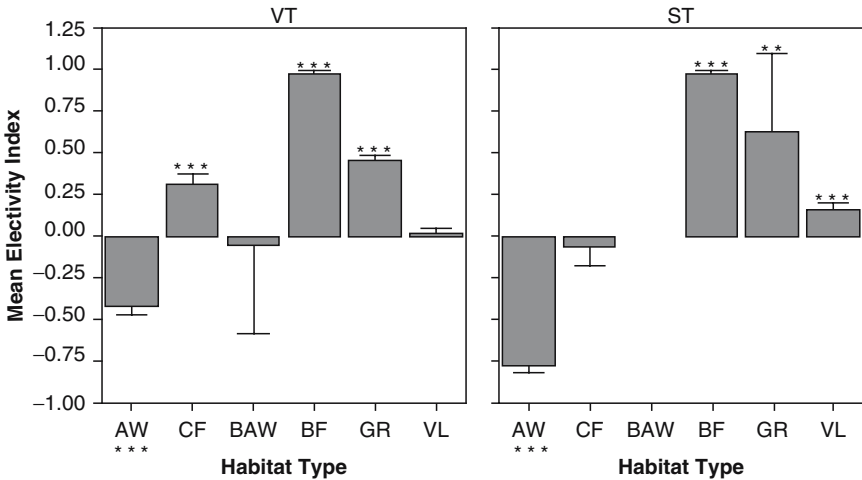 VT
Mean Electivity Index
1.25
1.00
0.75
0.50
0.25
0.00
−0.25
−0.50
−0.75
−1.00
***
***
***
AW CF BAW BF GR VL
***
Habitat Type
ST
***
**
***
AW CF BAW BF GR VL
***
Habitat Type